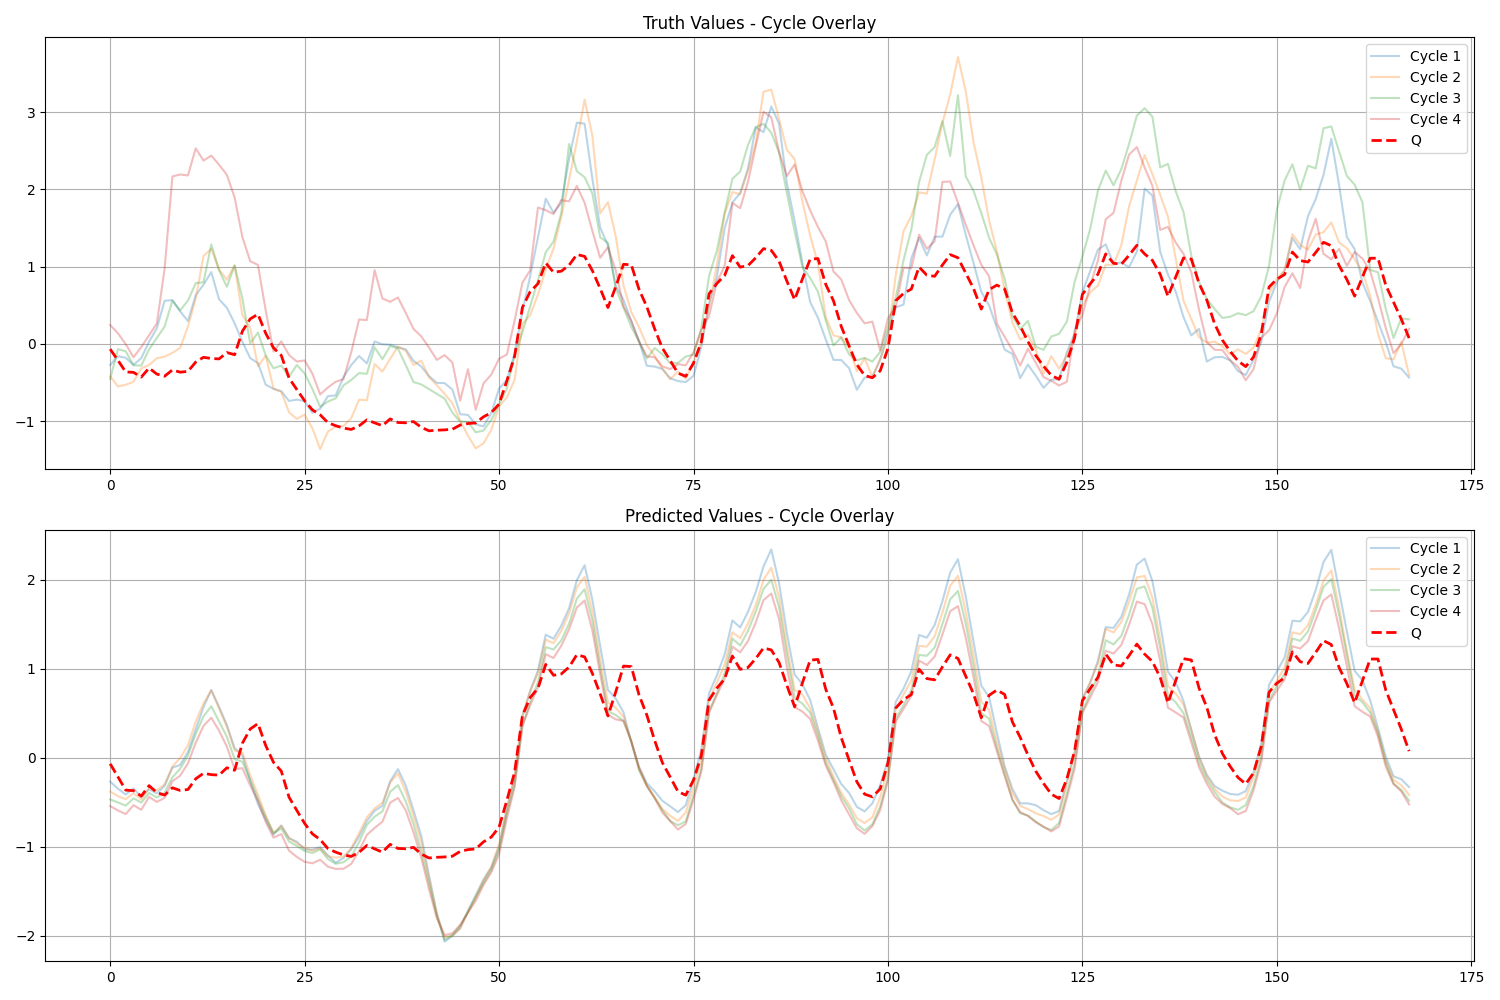 Truth Values - Cycle Overlay
Cycle 1
Cycle 2
Cycle 3
Cycle 4
Q
3
2
1
0
−1
0 25 50 75 100 125 150 175
Predicted Values - Cycle Overlay
Cycle 1
Cycle 2
Cycle 3
Cycle 4
Q
2
1
0
−1
−2
0 25 50 75 100 125 150 175